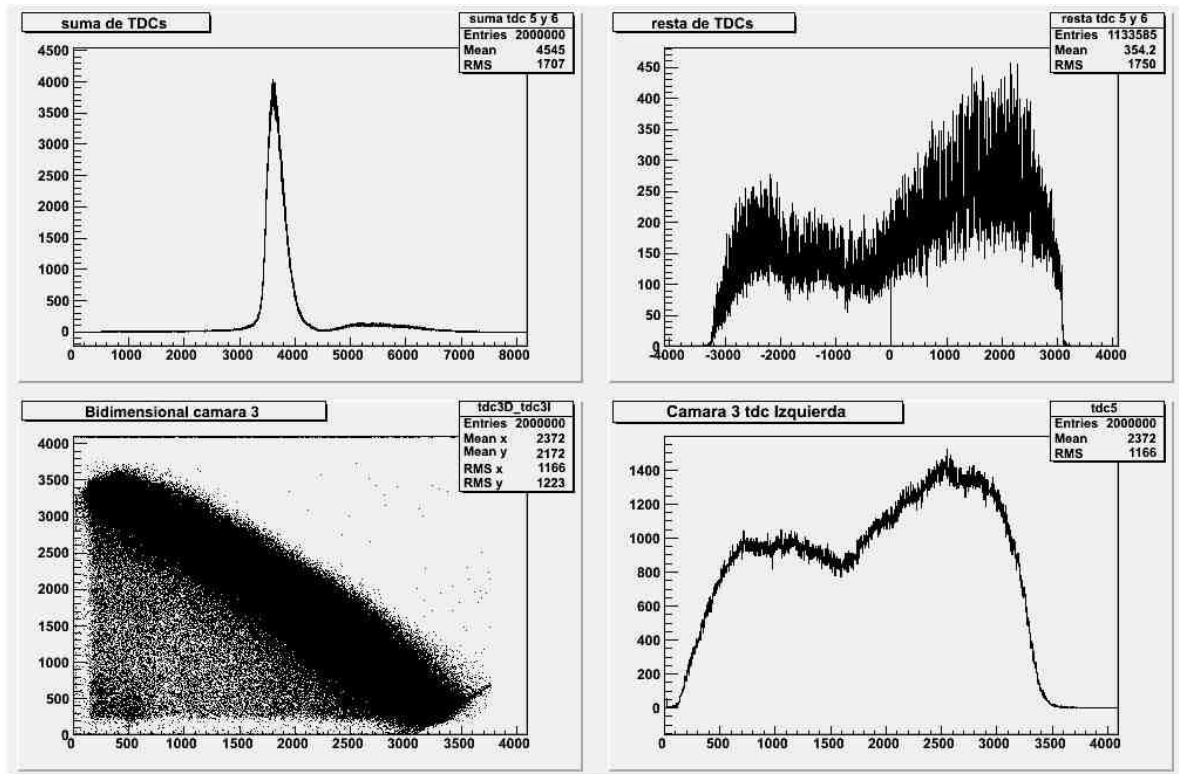 suma de TDCs
suma tdc 5 y 6
Entries 2000000
Mean 4545
RMS 1707
4500
4000
3500
3000
2500
2000
1500
1000
500
0
0 1000 2000 3000 4000 5000 6000 7000 8000
resta de TDCs
resta tdc 5 y 6
Entries 1133585
Mean 354.2
RMS 1750
450
400
350
300
250
200
150
100
50
0
-4000 -3000 -2000 -1000 0 1000 2000 3000 4000
Bidimensional camara 3
tdc3D_tdc3I
Entries 2000000
Mean x 2372
Mean y 2172
RMS x 1166
RMS y 1223
4000
3500
3000
2500
2000
1500
1000
500
0
0 500 1000 1500 2000 2500 3000 3500 4000
Camara 3 tdc Izquierda
tdc5
Entries 2000000
Mean 2372
RMS 1166
1400
1200
1000
800
600
400
200
0
0 500 1000 1500 2000 2500 3000 3500 4000